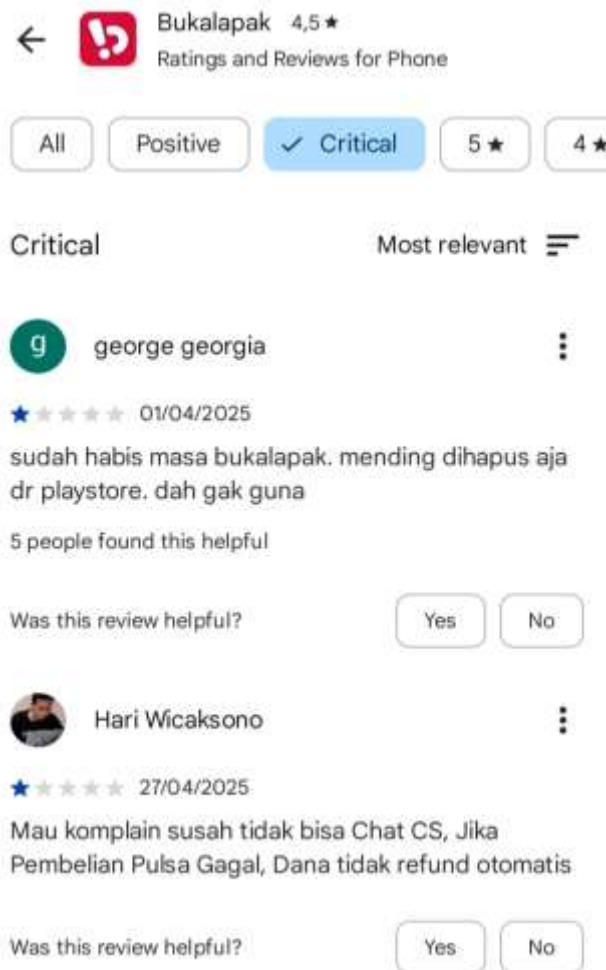 Bukalapak 4,5★
Ratings and Reviews for Phone
All Positive ✓ Critical 5★ 4★
Critical Most relevant
g george georgia
01/04/2025
sudah habis masa bukalapak. mending dihapus aja
dr playstore. dah gak guna
5 people found this helpful
Was this review helpful? Yes No
Hari Wicaksono
27/04/2025
Mau komplain susah tidak bisa Chat CS, Jika
Pembelian Pulsa Gagal, Dana tidak refund otomatis
Was this review helpful? Yes No